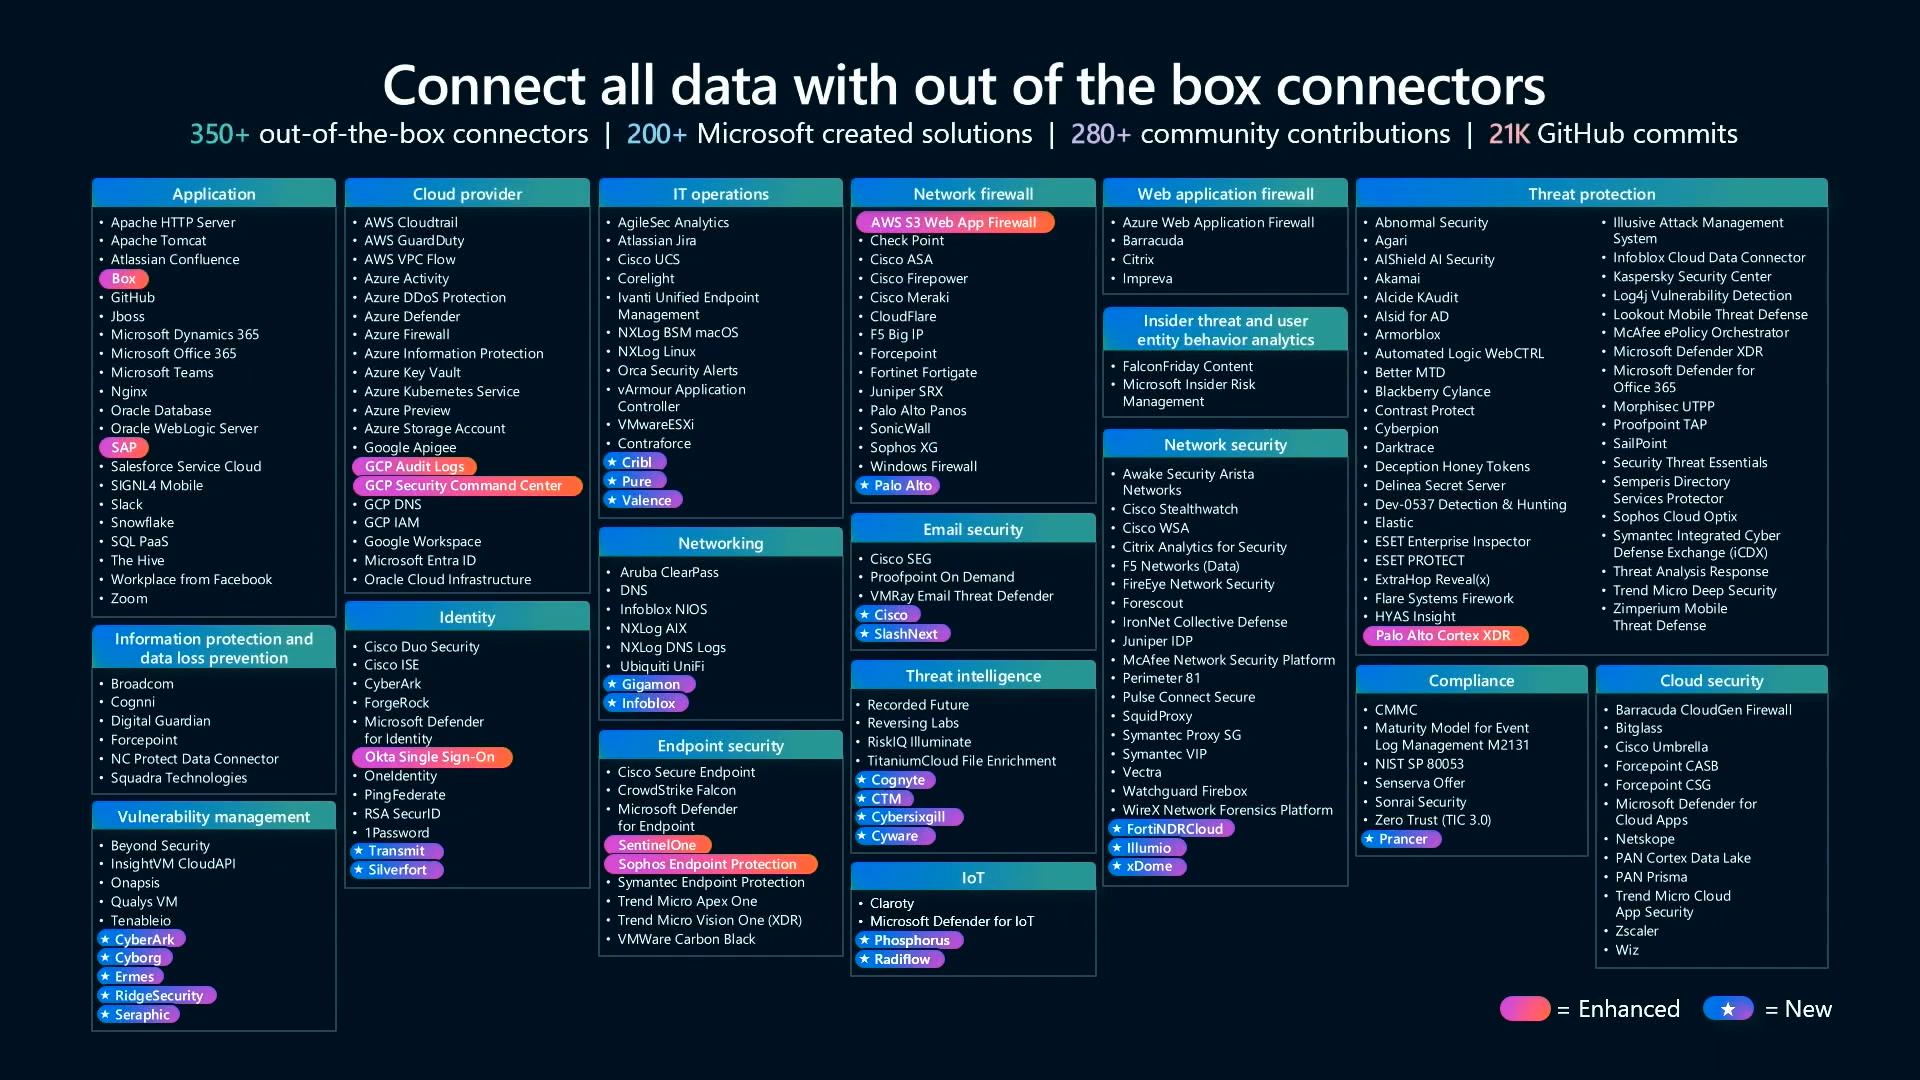 Connect all data with out of the box connectors
350+ out-of-the-box connectors | 200+ Microsoft created solutions | 280+ community contributions | 21K GitHub commits
Application
• Apache HTTP Server
• Apache Tomcat
• Atlassian Confluence
Box
• GitHub
• Jboss
• Microsoft Dynamics 365
• Microsoft Office 365
• Microsoft Teams
• Nginx
• Oracle Database
• Oracle WebLogic Server
SAP
• Salesforce Service Cloud
• SIGNL4 Mobile
• Slack
• Snowflake
• SQL PaaS
• The Hive
• Workplace from Facebook
• Zoom
Information protection and
data loss prevention
• Broadcom
• Cognni
• Digital Guardian
• Forcepoint
• NC Protect Data Connector
• Squadra Technologies
Vulnerability management
• Beyond Security
• InsightVM CloudAPI
• Onapsis
• Qualys VM
• Tenableio
★ CyberArk
★ Cyborg
★ Ermes
★ RidgeSecurity
★ Seraphic
Cloud provider
• AWS Cloudtrail
• AWS GuardDuty
• AWS VPC Flow
• Azure Activity
• Azure DDoS Protection
• Azure Defender
• Azure Firewall
• Azure Information Protection
• Azure Key Vault
• Azure Kubernetes Service
• Azure Preview
• Azure Storage Account
• Google Apigee
GCP Audit Logs
GCP Security Command Center
• GCP DNS
• GCP IAM
• Google Workspace
• Microsoft Entra ID
• Oracle Cloud Infrastructure
Identity
• Cisco Duo Security
• Cisco ISE
• CyberArk
• ForgeRock
• Microsoft Defender
for Identity
Okta Single Sign-On
• OneIdentity
• PingFederate
• RSA SecurID
• 1Password
★ Transmit
★ Silverfort
IT operations
• AgileSec Analytics
• Atlassian Jira
• Cisco UCS
• Corelight
• Ivanti Unified Endpoint
Management
• NXLog BSM macOS
• NXLog Linux
• Orca Security Alerts
• vArmour Application
Controller
• VMwareESXi
• Contraforce
★ Cribl
★ Pure
★ Valence
Networking
• Aruba ClearPass
• DNS
• Infoblox NIOS
• NXLog AIX
• NXLog DNS Logs
• Ubiquiti UniFi
★ Gigamon
★ Infoblox
Endpoint security
• Cisco Secure Endpoint
• CrowdStrike Falcon
• Microsoft Defender
for Endpoint
SentinelOne
Sophos Endpoint Protection
• Symantec Endpoint Protection
• Trend Micro Apex One
• Trend Micro Vision One (XDR)
• VMWare Carbon Black
Network firewall
AWS S3 Web App Firewall
• Check Point
• Cisco ASA
• Cisco Firepower
• Cisco Meraki
• CloudFlare
• F5 Big IP
• Forcepoint
• Fortinet Fortigate
• Juniper SRX
• Palo Alto Panos
• SonicWall
• Sophos XG
• Windows Firewall
★ Palo Alto
Email security
• Cisco SEG
• Proofpoint On Demand
• VMRay Email Threat Defender
★ Cisco
★ SlashNext
Threat intelligence
• Recorded Future
• Reversing Labs
• RiskIQ Illuminate
• TitaniumCloud File Enrichment
★ Cognyte
★ CTM
★ Cybersixgill
★ Cyware
IoT
• Claroty
• Microsoft Defender for IoT
★ Phosphorus
★ Radiflow
Web application firewall
• Azure Web Application Firewall
• Barracuda
• Citrix
• Impreva
Insider threat and user
entity behavior analytics
• FalconFriday Content
• Microsoft Insider Risk
Management
Network security
• Awake Security Arista
Networks
• Cisco Stealthwatch
• Cisco WSA
• Citrix Analytics for Security
• F5 Networks (Data)
• FireEye Network Security
• Forescout
• IronNet Collective Defense
• Juniper IDP
• McAfee Network Security Platform
• Perimeter 81
• Pulse Connect Secure
• SquidProxy
• Symantec Proxy SG
• Symantec VIP
• Vectra
• Watchguard Firebox
• WireX Network Forensics Platform
★ FortiNDRCloud
★ Illumio
★ xDome
Threat protection
• Abnormal Security
• Agari
• AIShield AI Security
• Akamai
• Alcide KAudit
• Alsid for AD
• Armorblox
• Automated Logic WebCTRL
• Better MTD
• Blackberry Cylance
• Contrast Protect
• Cyberpion
• Darktrace
• Deception Honey Tokens
• Delinea Secret Server
• Dev-0537 Detection & Hunting
• Elastic
• ESET Enterprise Inspector
• ESET PROTECT
• ExtraHop Reveal(x)
• Flare Systems Firework
• HYAS Insight
Palo Alto Cortex XDR
• Illusive Attack Management
System
• Infoblox Cloud Data Connector
• Kaspersky Security Center
• Log4j Vulnerability Detection
• Lookout Mobile Threat Defense
• McAfee ePolicy Orchestrator
• Microsoft Defender XDR
• Microsoft Defender for
Office 365
• Morphisec UTPP
• Proofpoint TAP
• SailPoint
• Security Threat Essentials
• Semperis Directory
Services Protector
• Sophos Cloud Optix
• Symantec Integrated Cyber
Defense Exchange (iCDX)
• Threat Analysis Response
• Trend Micro Deep Security
• Zimperium Mobile
Threat Defense
Compliance
• CMMC
• Maturity Model for Event
Log Management M2131
• NIST SP 80053
• Senserva Offer
• Sonrai Security
• Zero Trust (TIC 3.0)
★ Prancer
Cloud security
• Barracuda CloudGen Firewall
• Bitglass
• Cisco Umbrella
• Forcepoint CASB
• Forcepoint CSG
• Microsoft Defender for
Cloud Apps
• Netskope
• PAN Cortex Data Lake
• PAN Prisma
• Trend Micro Cloud
App Security
• Zscaler
• Wiz
= Enhanced ★ = New